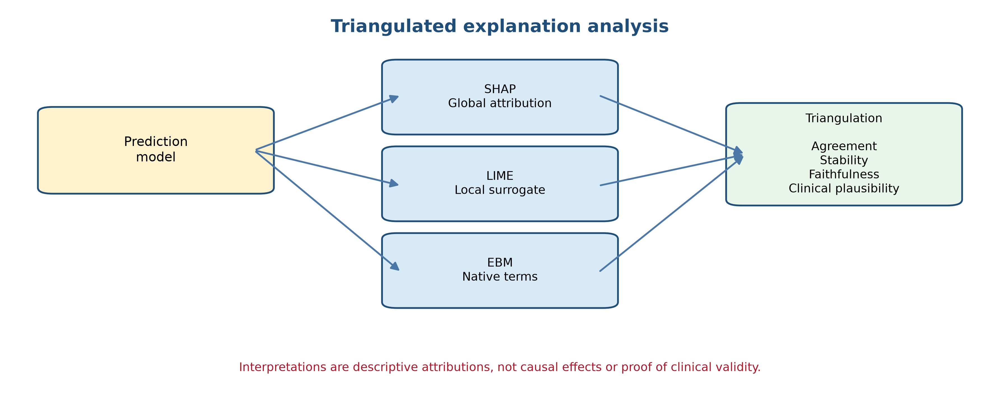 Triangulated explanation analysis
Prediction
model
SHAP
Global attribution
LIME
Local surrogate
EBM
Native terms
Triangulation
Agreement
Stability
Faithfulness
Clinical plausibility
Interpretations are descriptive attributions, not causal effects or proof of clinical validity.